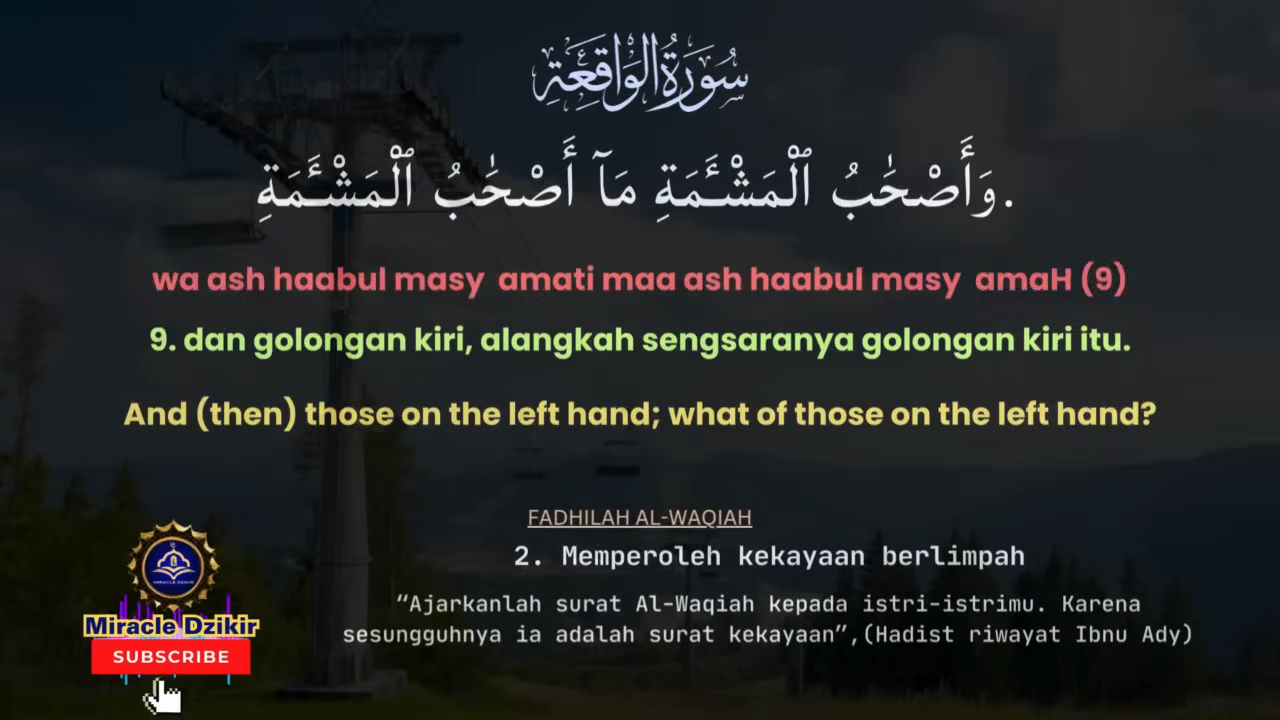 سُورَةُ الوَاقِعَةِ
وَأَصْحَٰبُ ٱلْمَشْـَٔمَةِ مَآ أَصْحَٰبُ ٱلْمَشْـَٔمَةِ.
wa ash haabul masy  amati maa ash haabul masy  amaH (9)
9. dan golongan kiri, alangkah sengsaranya golongan kiri itu.
And (then) those on the left hand; what of those on the left hand?
FADHILAH AL-WAQIAH
2. Memperoleh kekayaan berlimpah
“Ajarkanlah surat Al-Waqiah kepada istri-istrimu. Karena
sesungguhnya ia adalah surat kekayaan”,(Hadist riwayat Ibnu Ady)
MIRACLE DZIKIR
Miracle Dzikir
SUBSCRIBE